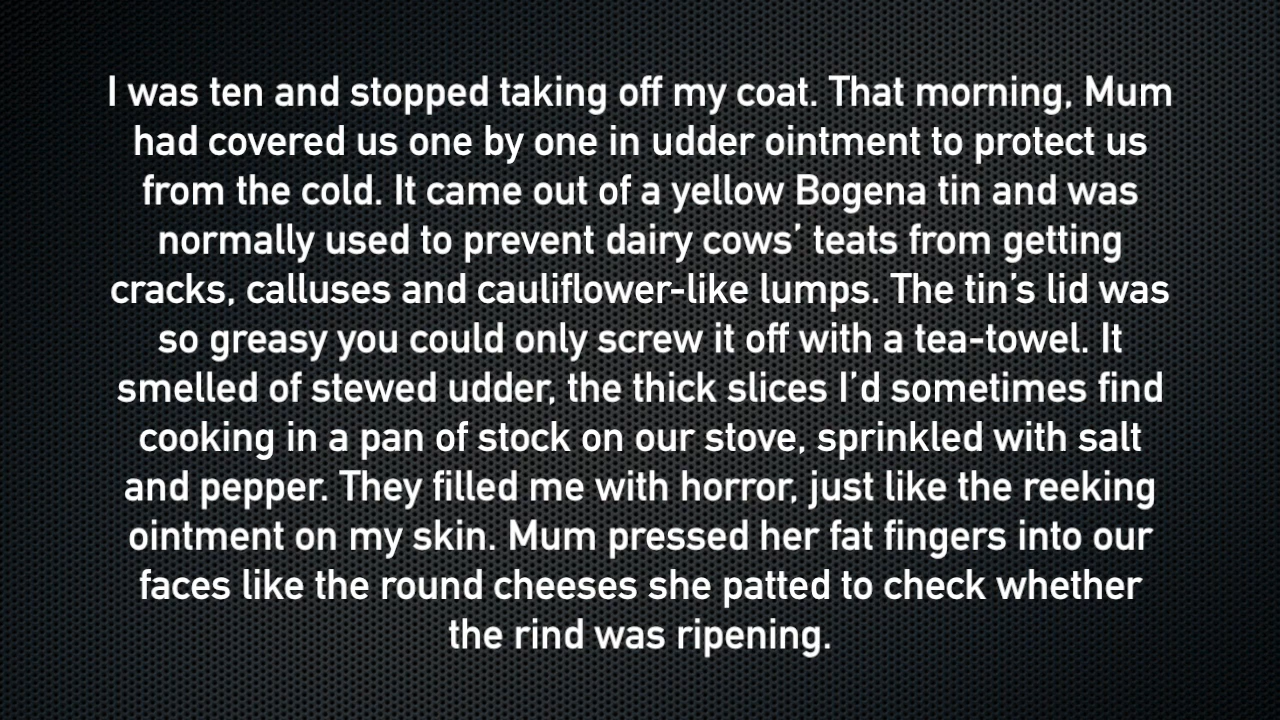 I was ten and stopped taking off my coat. That morning, Mum
had covered us one by one in udder ointment to protect us
from the cold. It came out of a yellow Bogena tin and was
normally used to prevent dairy cows’ teats from getting
cracks, calluses and cauliflower-like lumps. The tin’s lid was
so greasy you could only screw it off with a tea-towel. It
smelled of stewed udder, the thick slices I’d sometimes find
cooking in a pan of stock on our stove, sprinkled with salt
and pepper. They filled me with horror, just like the reeking
ointment on my skin. Mum pressed her fat fingers into our
faces like the round cheeses she patted to check whether
the rind was ripening.